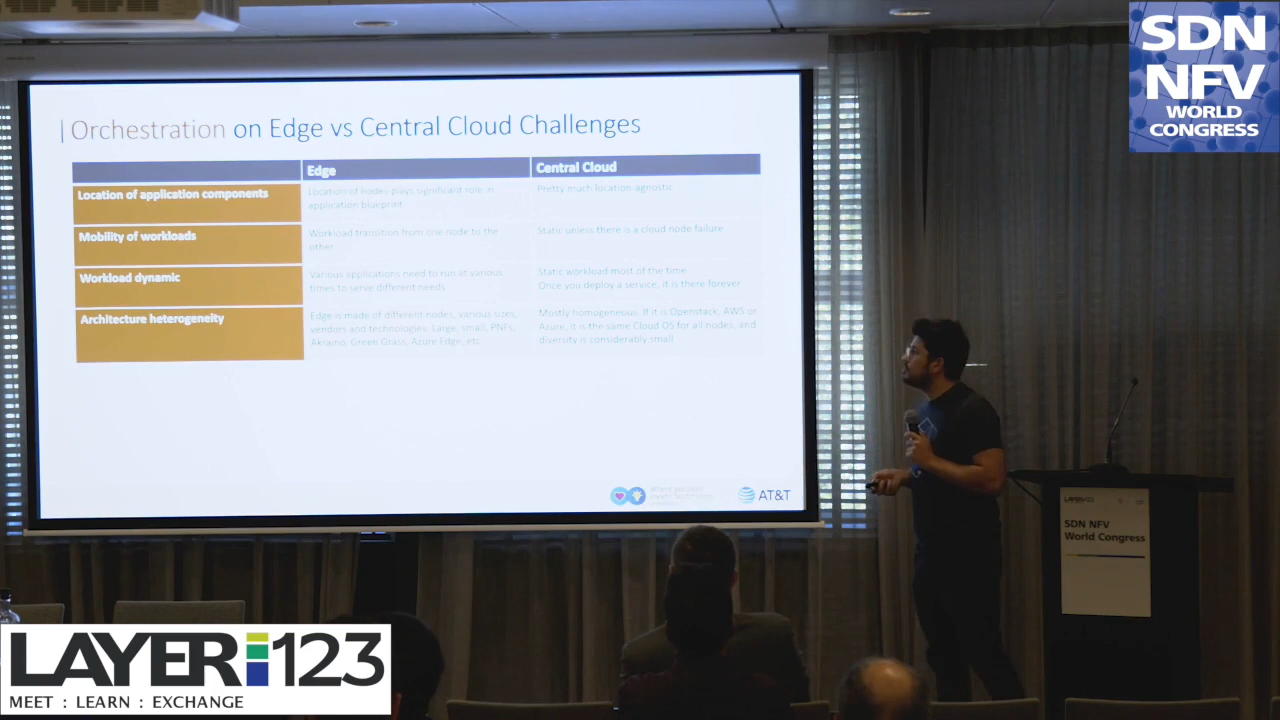 SDN
NFV
WORLD
CONGRESS
| Orchestration on Edge vs Central Cloud Challenges
Edge
Central Cloud
Location of application components
Location of nodes plays significant role in
application blueprint
Pretty much location agnostic
Mobility of workloads
Workload transition from one node to the
other
Static unless there is a cloud node failure
Workload dynamic
Various applications need to run at various
times to serve different needs
Static workload most of the time
Once you deploy a service, it is there forever
Architecture heterogeneity
Edge is made of different nodes, various sizes,
vendors and technologies. Large, small, PNFs,
Akraino, Green Grass, Azure Edge, etc
Mostly homogeneous. If it is Openstack, AWS or
Azure, it is the same Cloud OS for all nodes, and
diversity is considerably small
AT&T
LAYER123
SDN NFV
World Congress
LAYER123
MEET : LEARN : EXCHANGE